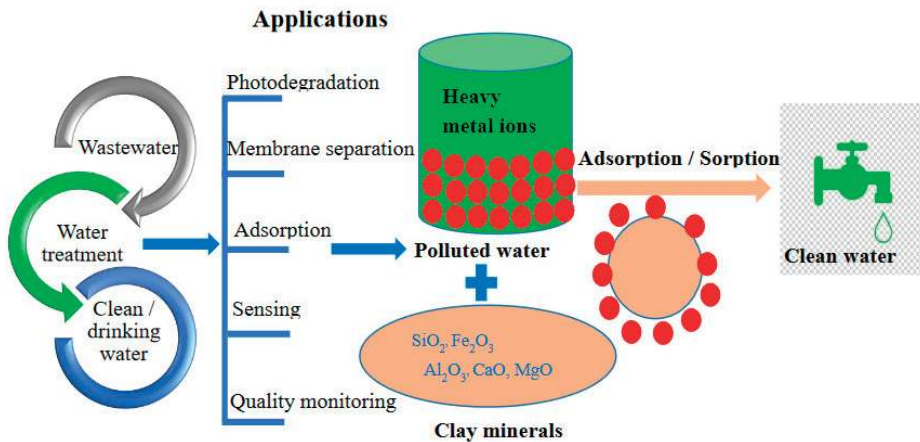 Applications
Wastewater
Water
treatment
Clean /
drinking
water
Photodegradation
Membrane separation
Adsorption
Sensing
Quality monitoring
Heavy
metal ions
Polluted water
SiO₂, Fe₂O₃
Al₂O₃, CaO, MgO
Clay minerals
Adsorption / Sorption
Clean water